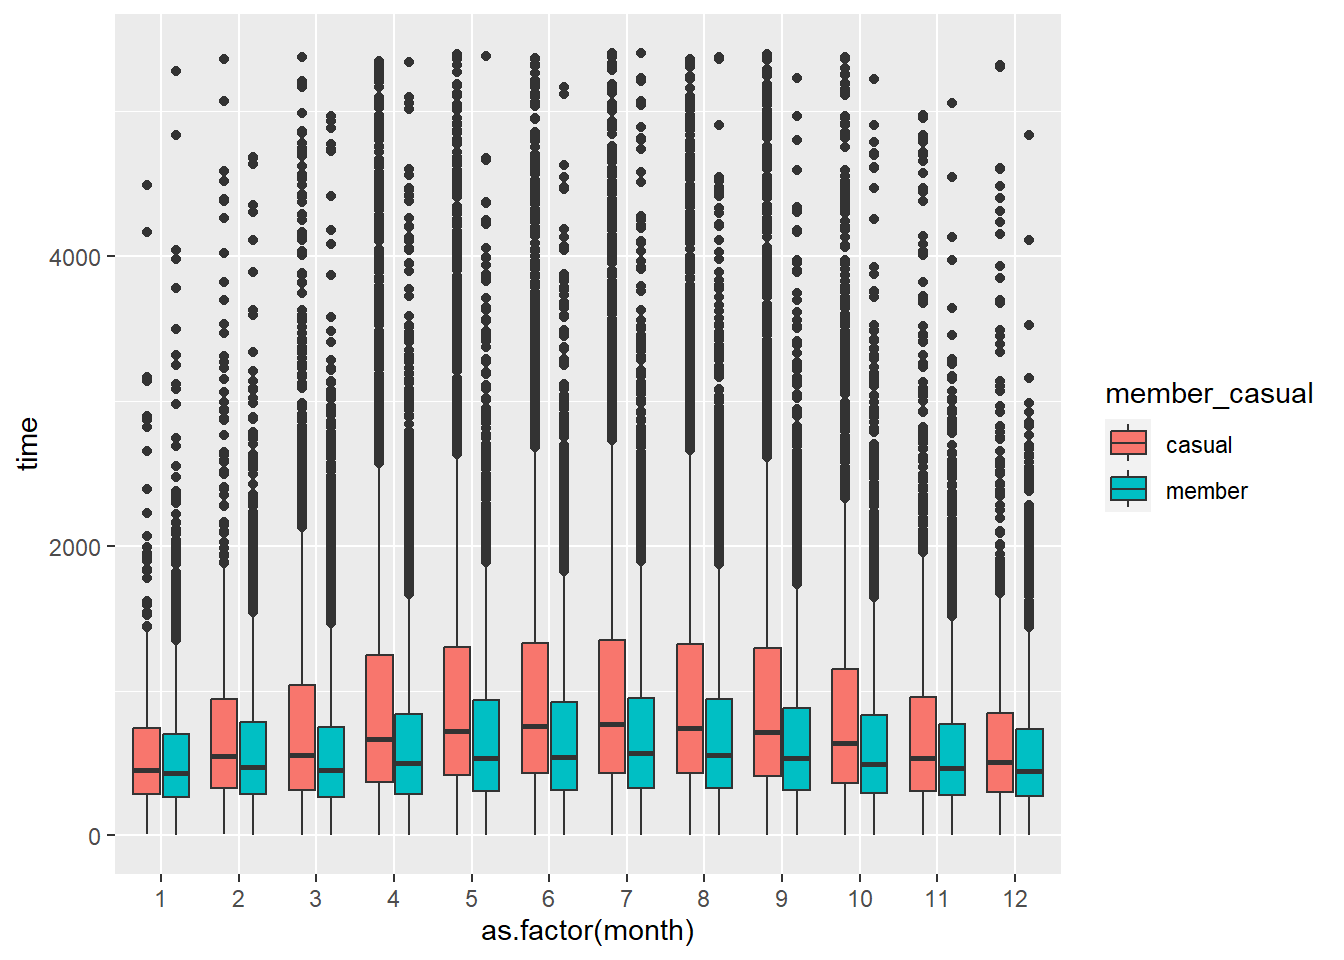 4000
2000
0
time
1 2 3 4 5 6 7 8 9 10 11 12
as.factor(month)
member_casual
casual
member